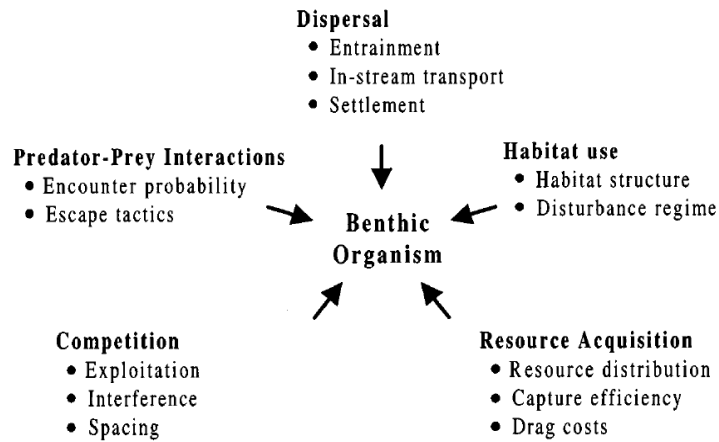 Dispersal
• Entrainment
• In-stream transport
• Settlement
Predator-Prey Interactions
• Encounter probability
• Escape tactics
Habitat use
• Habitat structure
• Disturbance regime
Benthic
Organism
Competition
• Exploitation
• Interference
• Spacing
Resource Acquisition
• Resource distribution
• Capture efficiency
• Drag costs